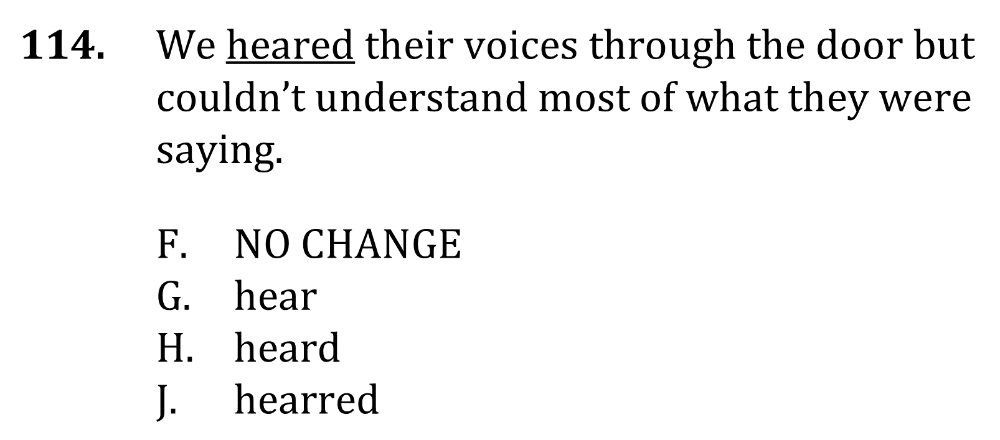 114. We heared their voices through the door but
couldn’t understand most of what they were
saying.
F. NO CHANGE
G. hear
H. heard
J. hearred